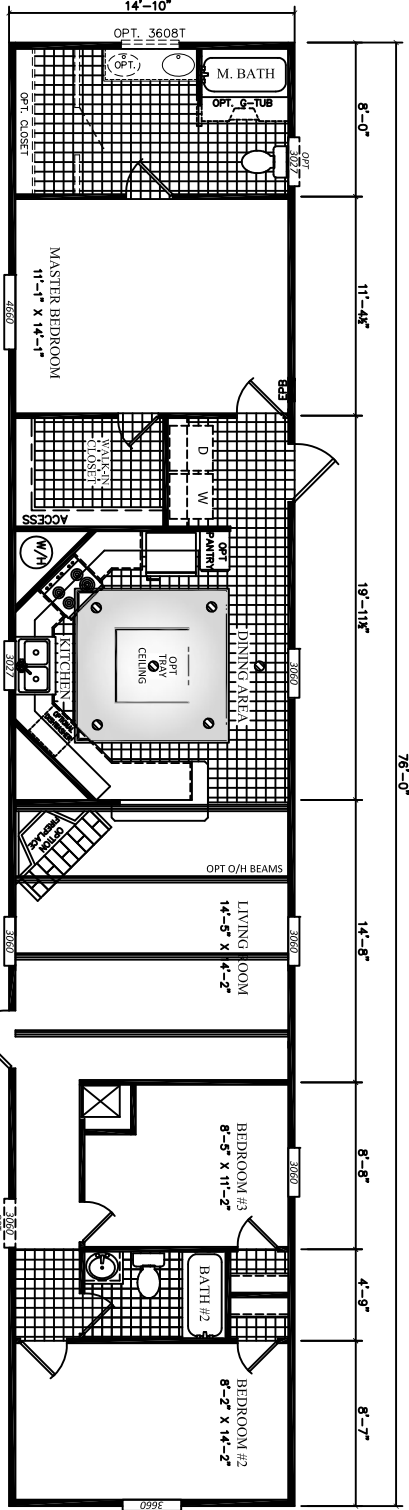 14'-10"
OPT. 3608T
OPT.
M. BATH
OPT. G-TUB
OPT. CLOSET
OPT
3027
8'-0"
MASTER BEDROOM
11'-1" X 14'-1"
4660
11'-4½"
EPB
WALK-IN
CLOSET
ACCESS
D
W
W/H
OPT
PANTRY
OPT
TRAY
CEILING
KITCHEN
DINING AREA
3027
3060
OPTIONAL
DISHWASHER
19'-11½"
76'-0"
OPTION
FIREPLACE
OPT O/H BEAMS
LIVING ROOM
14'-5" X 14'-2"
3060
3060
14'-8"
BEDROOM #3
8'-5" X 11'-2"
3060
3060
8'-8"
BATH #2
4'-9"
BEDROOM #2
8'-2" X 14'-2"
8'-7"
3660